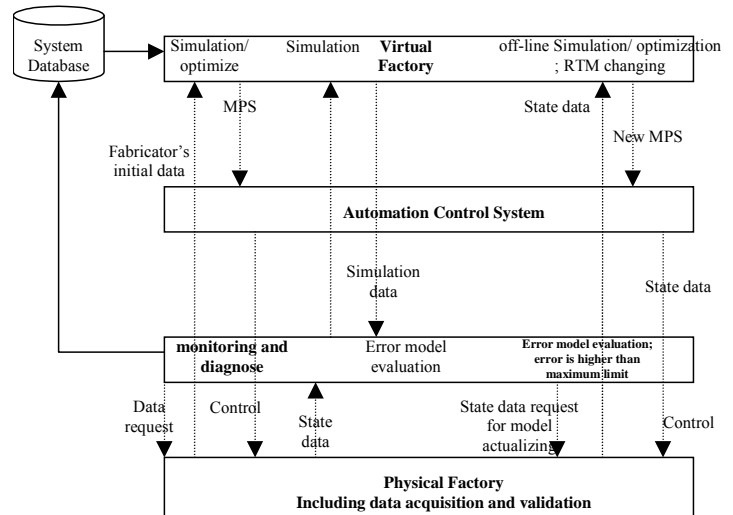 System
Database
Simulation/
optimize
Simulation
Virtual
Factory
off-line Simulation/ optimization
; RTM changing
MPS
State data
Fabricator's
initial data
New MPS
Automation Control System
Simulation
data
State data
monitoring and
diagnose
Error model
evaluation
Error model evaluation;
error is higher than
maximum limit
Data
request
Control
State
data
State data request
for model
actualizing
Control
Physical Factory
Including data acquisition and validation